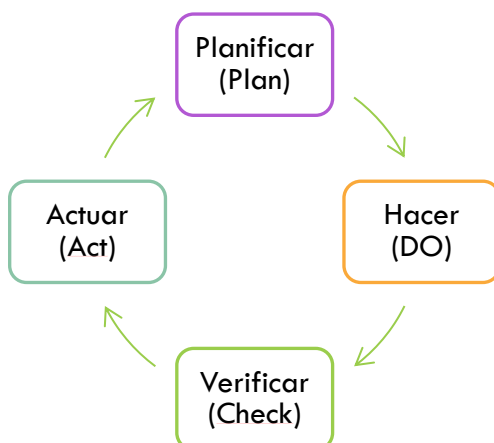 Planificar
(Plan)
Hacer
(DO)
Verificar
(Check)
Actuar
(Act)